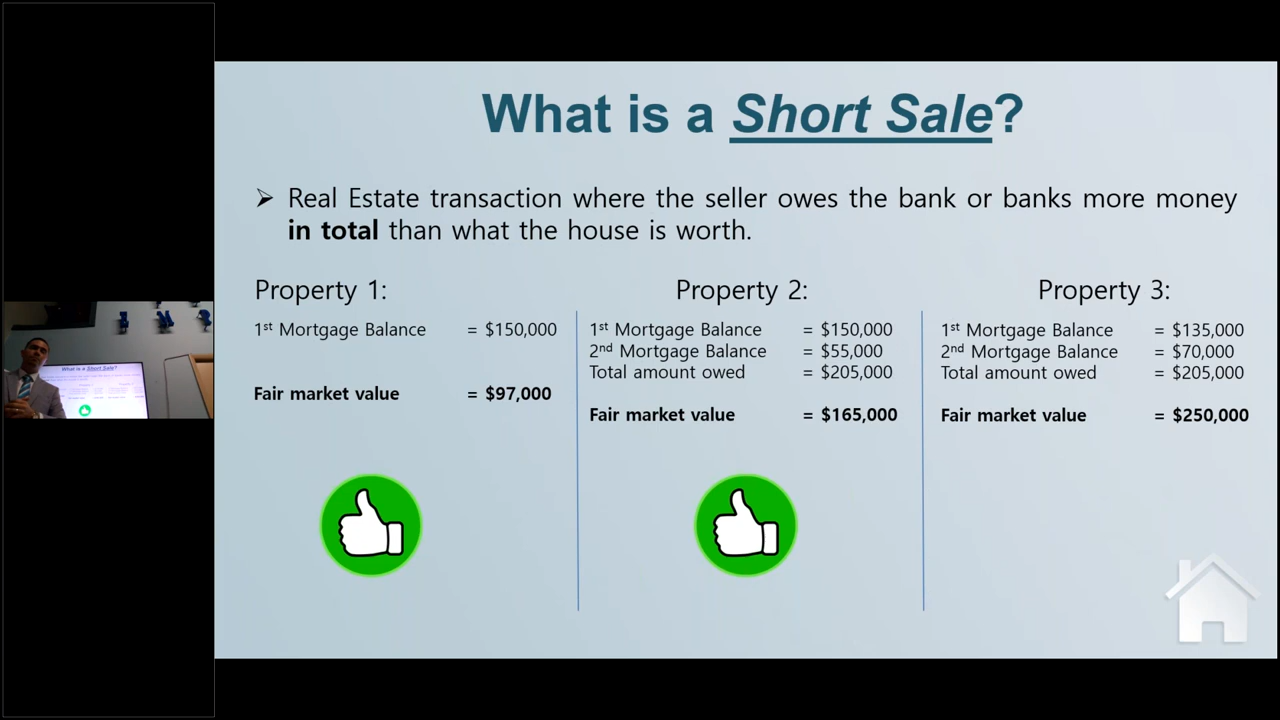 What is a Short Sale?
➢ Real Estate transaction where the seller owes the bank or banks more money
in total than what the house is worth.
Property 1:
1st Mortgage Balance = $150,000
Fair market value = $97,000
Property 2:
1st Mortgage Balance = $150,000
2nd Mortgage Balance = $55,000
Total amount owed = $205,000
Fair market value = $165,000
Property 3:
1st Mortgage Balance = $135,000
2nd Mortgage Balance = $70,000
Total amount owed = $205,000
Fair market value = $250,000
What is a Short Sale?